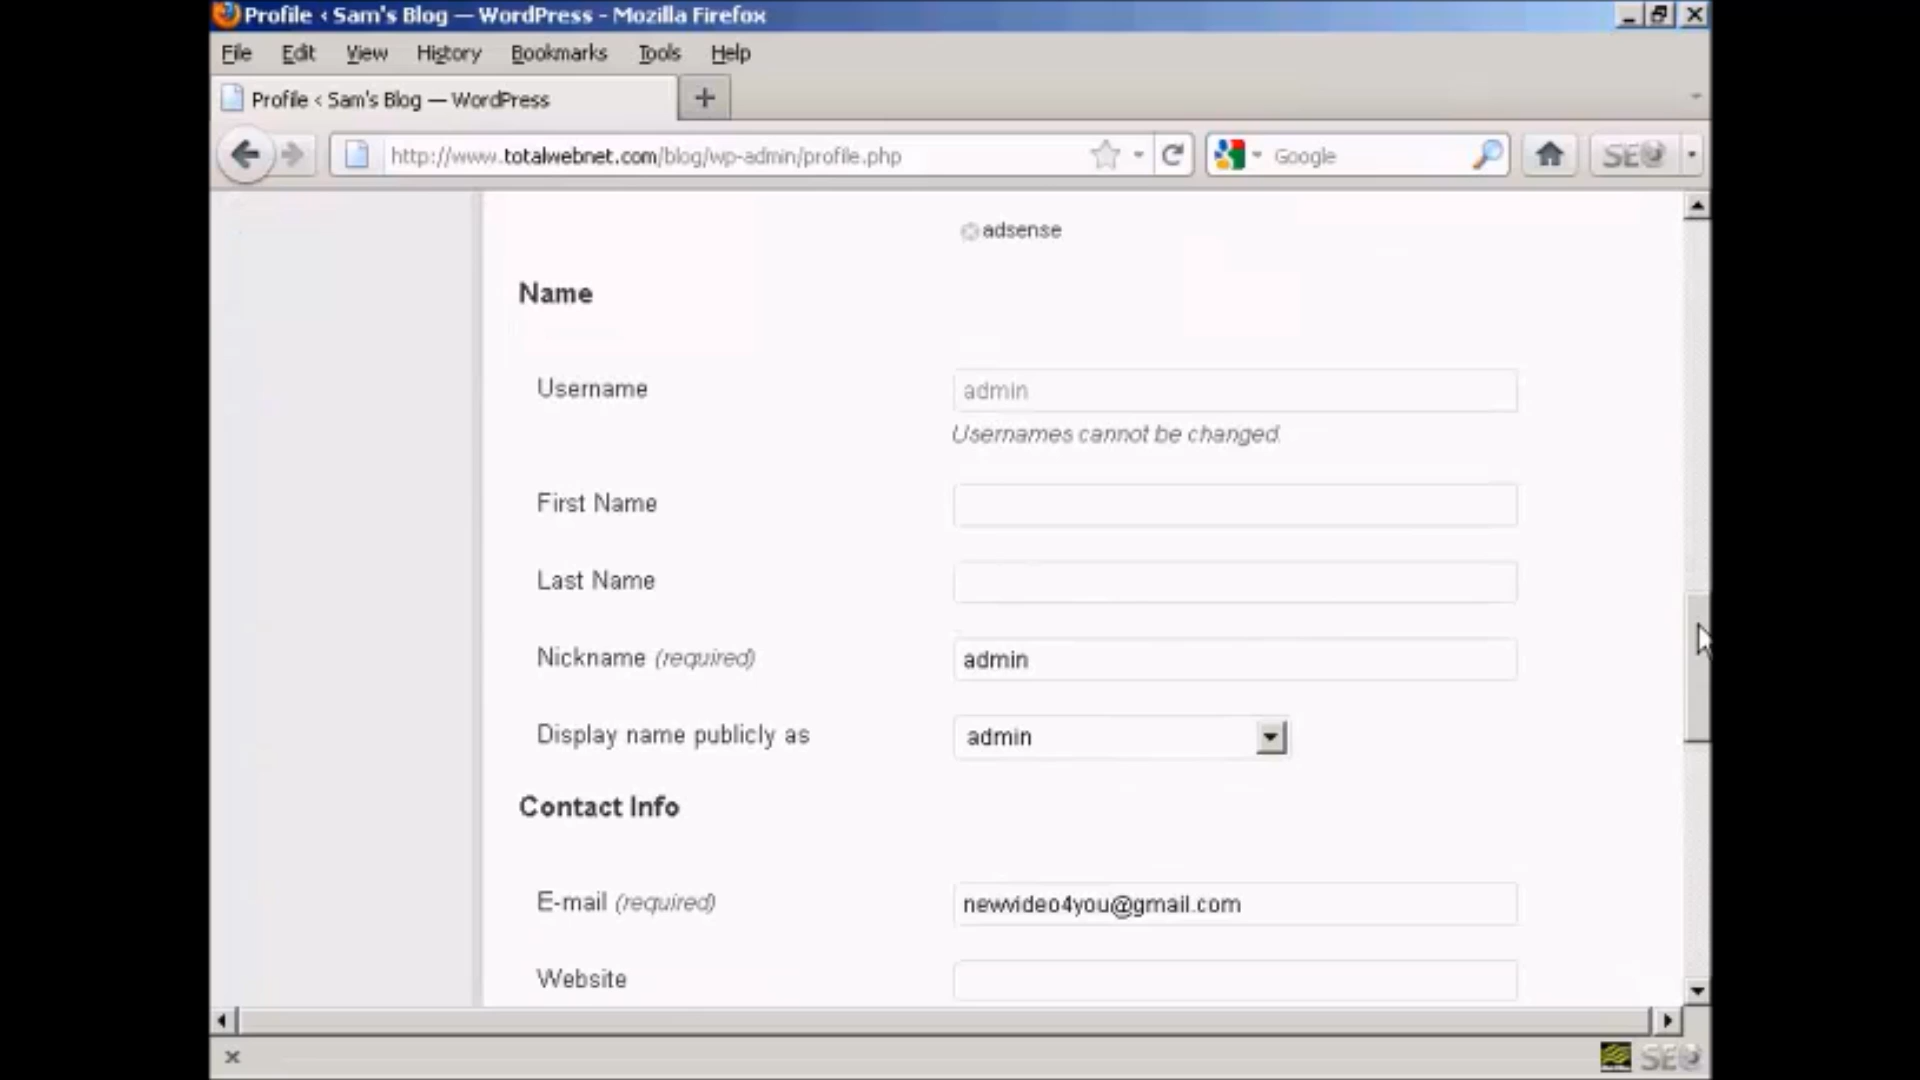 Profile ‹ Sam's Blog — WordPress - Mozilla Firefox
File Edit View History Bookmarks Tools Help
Profile ‹ Sam's Blog — WordPress
http://www.totalwebnet.com/blog/wp-admin/profile.php
Google
SEO
adsense
Name
Username
admin
Usernames cannot be changed.
First Name
Last Name
Nickname (required)
admin
Display name publicly as
admin
Contact Info
E-mail (required)
newvideo4you@gmail.com
Website
SEO